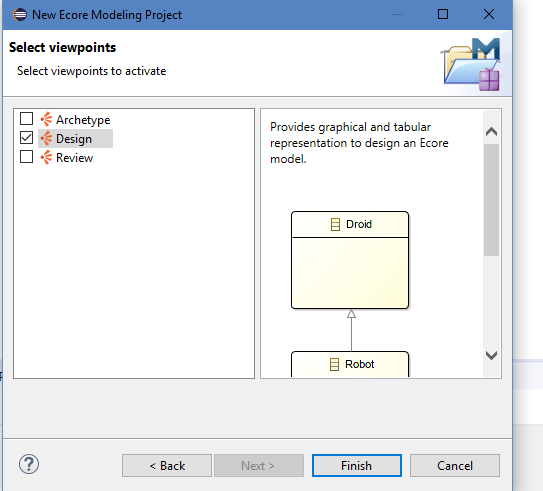 New Ecore Modeling Project
Select viewpoints
Select viewpoints to activate
Archetype
Design
Review
Provides graphical and tabular
representation to design an Ecore
model.
Droid
Robot
?
< Back
Next >
Finish
Cancel